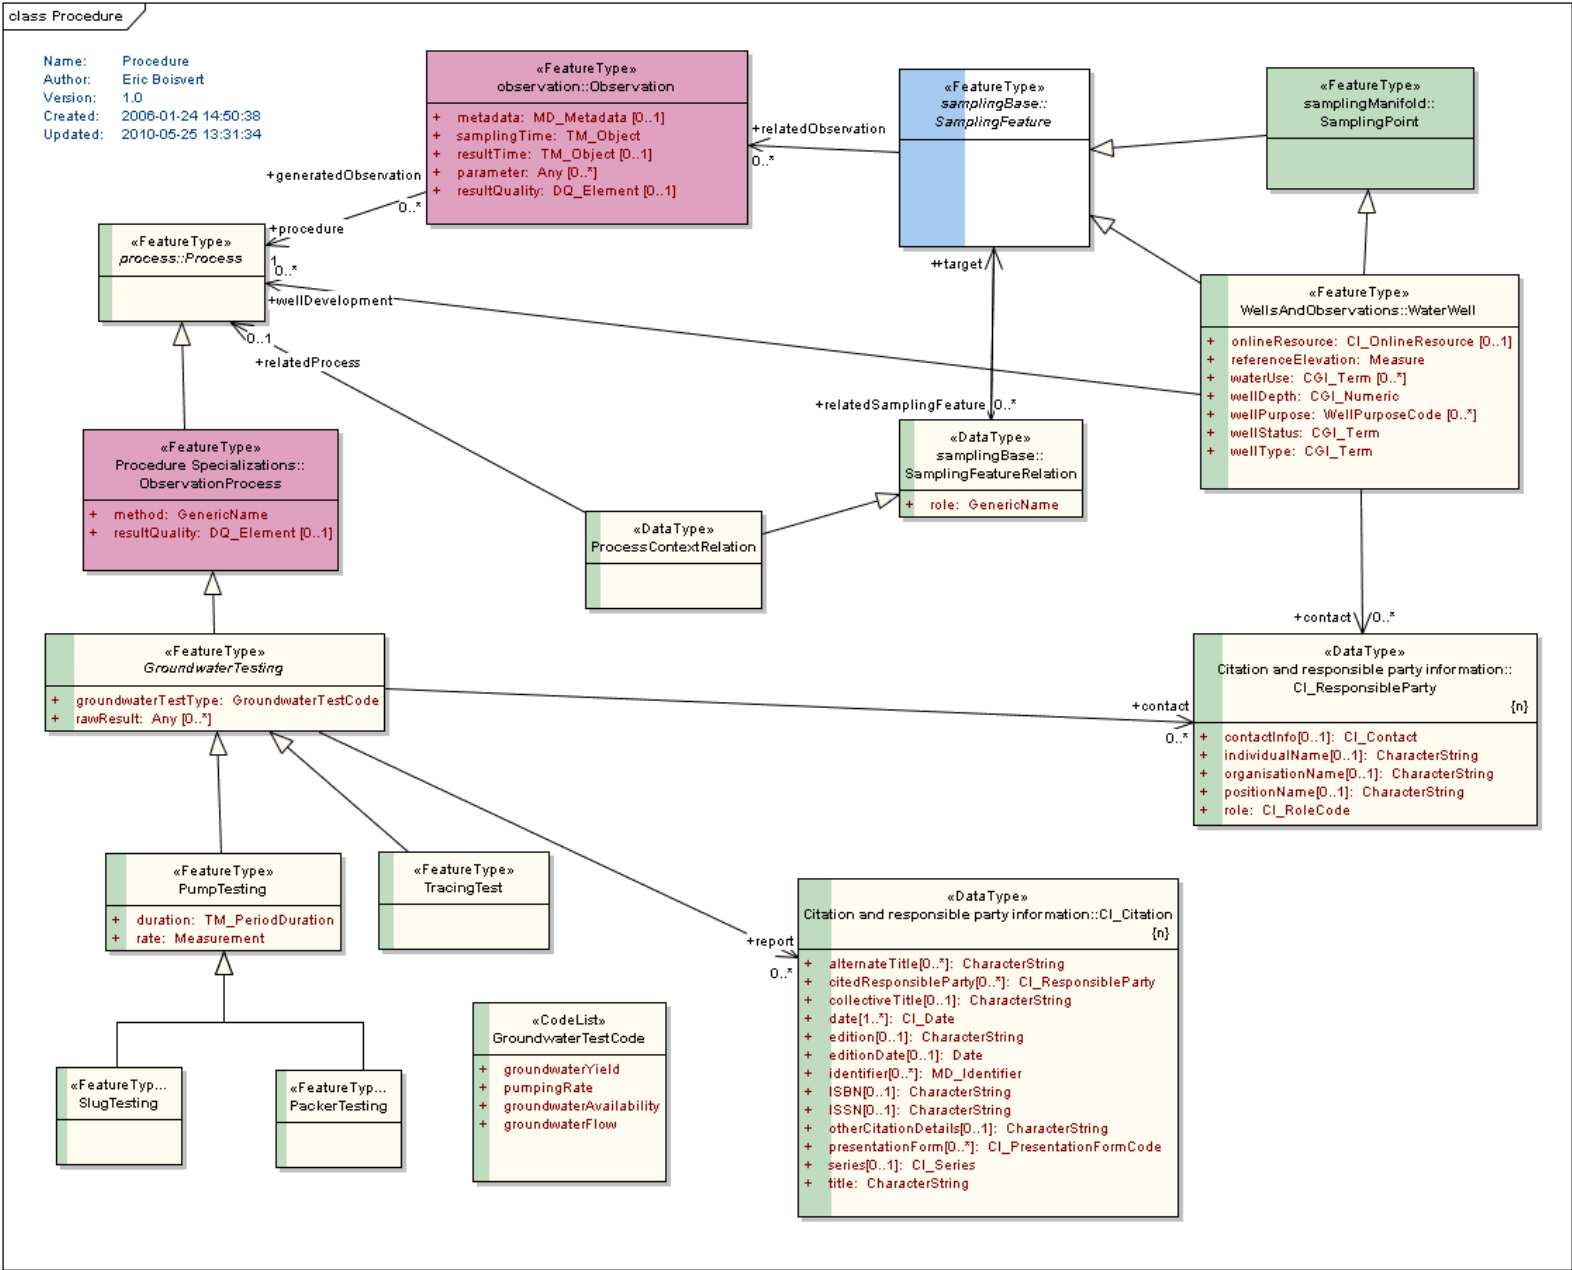 class Procedure
Name: Procedure
Author: Eric Boisvert
Version: 1.0
Created: 2006-01-24 14:50:38
Updated: 2010-05-25 13:31:34
«FeatureType»
observation::Observation
+ metadata: MD_Metadata [0..1]
+ samplingTime: TM_Object
+ resultTime: TM_Object [0..1]
+ parameter: Any [0..*]
+ resultQuality: DQ_Element [0..1]
«FeatureType»
samplingBase::
SamplingFeature
«FeatureType»
samplingManifold::
SamplingPoint
+relatedObservation
0..*
+generatedObservation
0..*
+procedure
1
«FeatureType»
process::Process
0..*
+wellDevelopment
0..1
+relatedProcess
++target
+relatedSamplingFeature
0..*
«FeatureType»
WellsAndObservations::WaterWell
+ onlineResource: CI_OnlineResource [0..1]
+ referenceElevation: Measure
+ waterUse: CGI_Term [0..*]
+ wellDepth: CGI_Numeric
+ wellPurpose: WellPurposeCode [0..*]
+ wellStatus: CGI_Term
+ wellType: CGI_Term
«FeatureType»
Procedure Specializations::
ObservationProcess
+ method: GenericName
+ resultQuality: DQ_Element [0..1]
«DataType»
samplingBase::
SamplingFeatureRelation
+ role: GenericName
«DataType»
ProcessContextRelation
+contact
0..*
«FeatureType»
GroundwaterTesting
+ groundwaterTestType: GroundwaterTestCode
+ rawResult: Any [0..*]
+contact
0..*
«DataType»
Citation and responsible party information::
CI_ResponsibleParty
{n}
+ contactInfo[0..1]: CI_Contact
+ individualName[0..1]: CharacterString
+ organisationName[0..1]: CharacterString
+ positionName[0..1]: CharacterString
+ role: CI_RoleCode
«FeatureType»
PumpTesting
+ duration: TM_PeriodDuration
+ rate: Measurement
«FeatureType»
TracingTest
+report
0..*
«DataType»
Citation and responsible party information::CI_Citation
{n}
+ alternateTitle[0..*]: CharacterString
+ citedResponsibleParty[0..*]: CI_ResponsibleParty
+ collectiveTitle[0..1]: CharacterString
+ date[1..*]: CI_Date
+ edition[0..1]: CharacterString
+ editionDate[0..1]: Date
+ identifier[0..*]: MD_Identifier
+ ISBN[0..1]: CharacterString
+ ISSN[0..1]: CharacterString
+ otherCitationDetails[0..1]: CharacterString
+ presentationForm[0..*]: CI_PresentationFormCode
+ series[0..1]: CI_Series
+ title: CharacterString
«CodeList»
GroundwaterTestCode
+ groundwaterYield
+ pumpingRate
+ groundwaterAvailability
+ groundwaterFlow
«FeatureTyp...
SlugTesting
«FeatureTyp...
PackerTesting